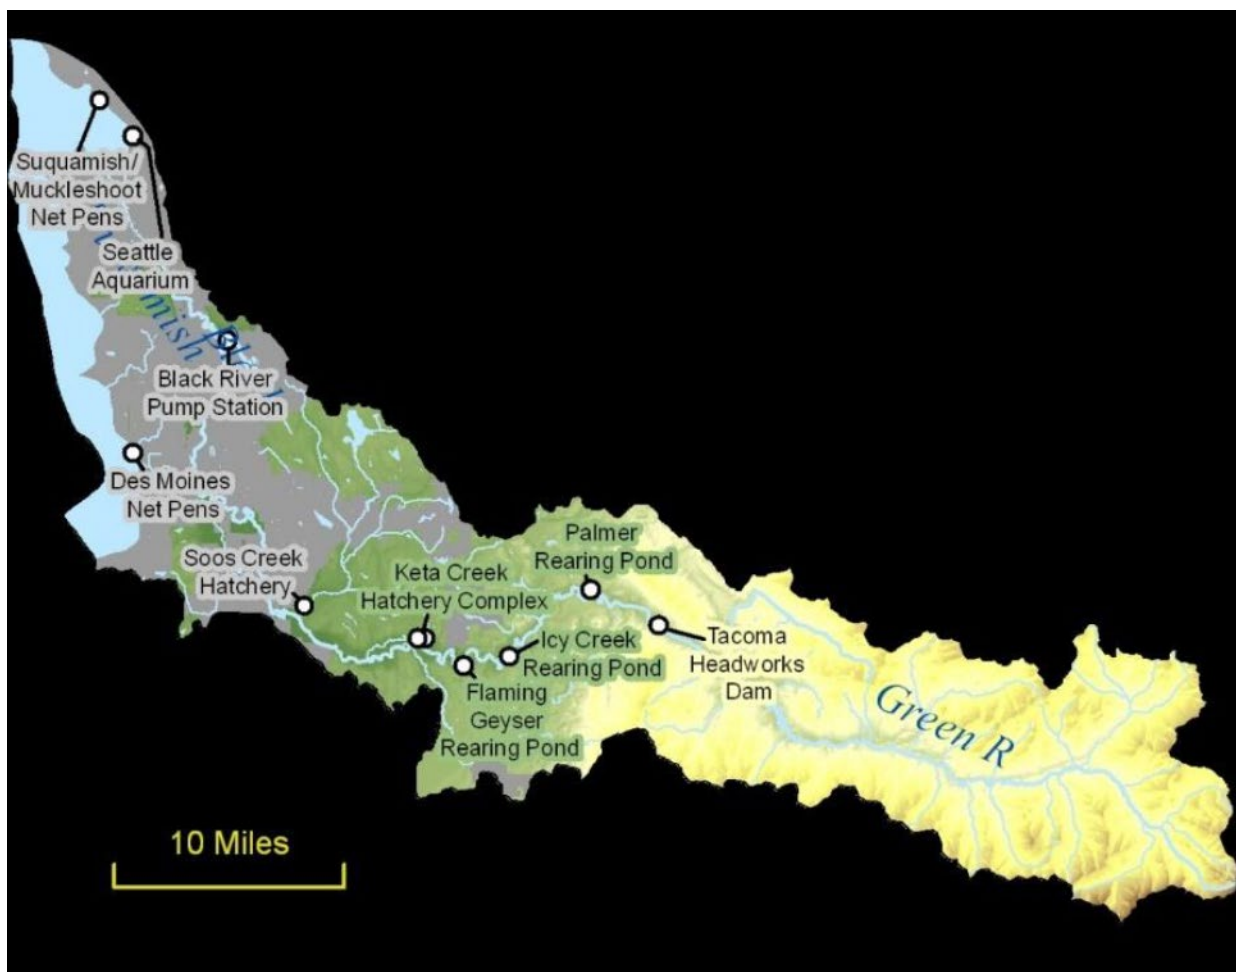 Suquamish/
Muckleshoot
Net Pens
Seattle
Aquarium
mish
Black River
Pump Station
Des Moines
Net Pens
Soos Creek
Hatchery
Keta Creek
Hatchery Complex
Palmer
Rearing Pond
Icy Creek
Rearing Pond
Flaming
Geyser
Rearing Pond
Tacoma
Headworks
Dam
Green R
10 Miles